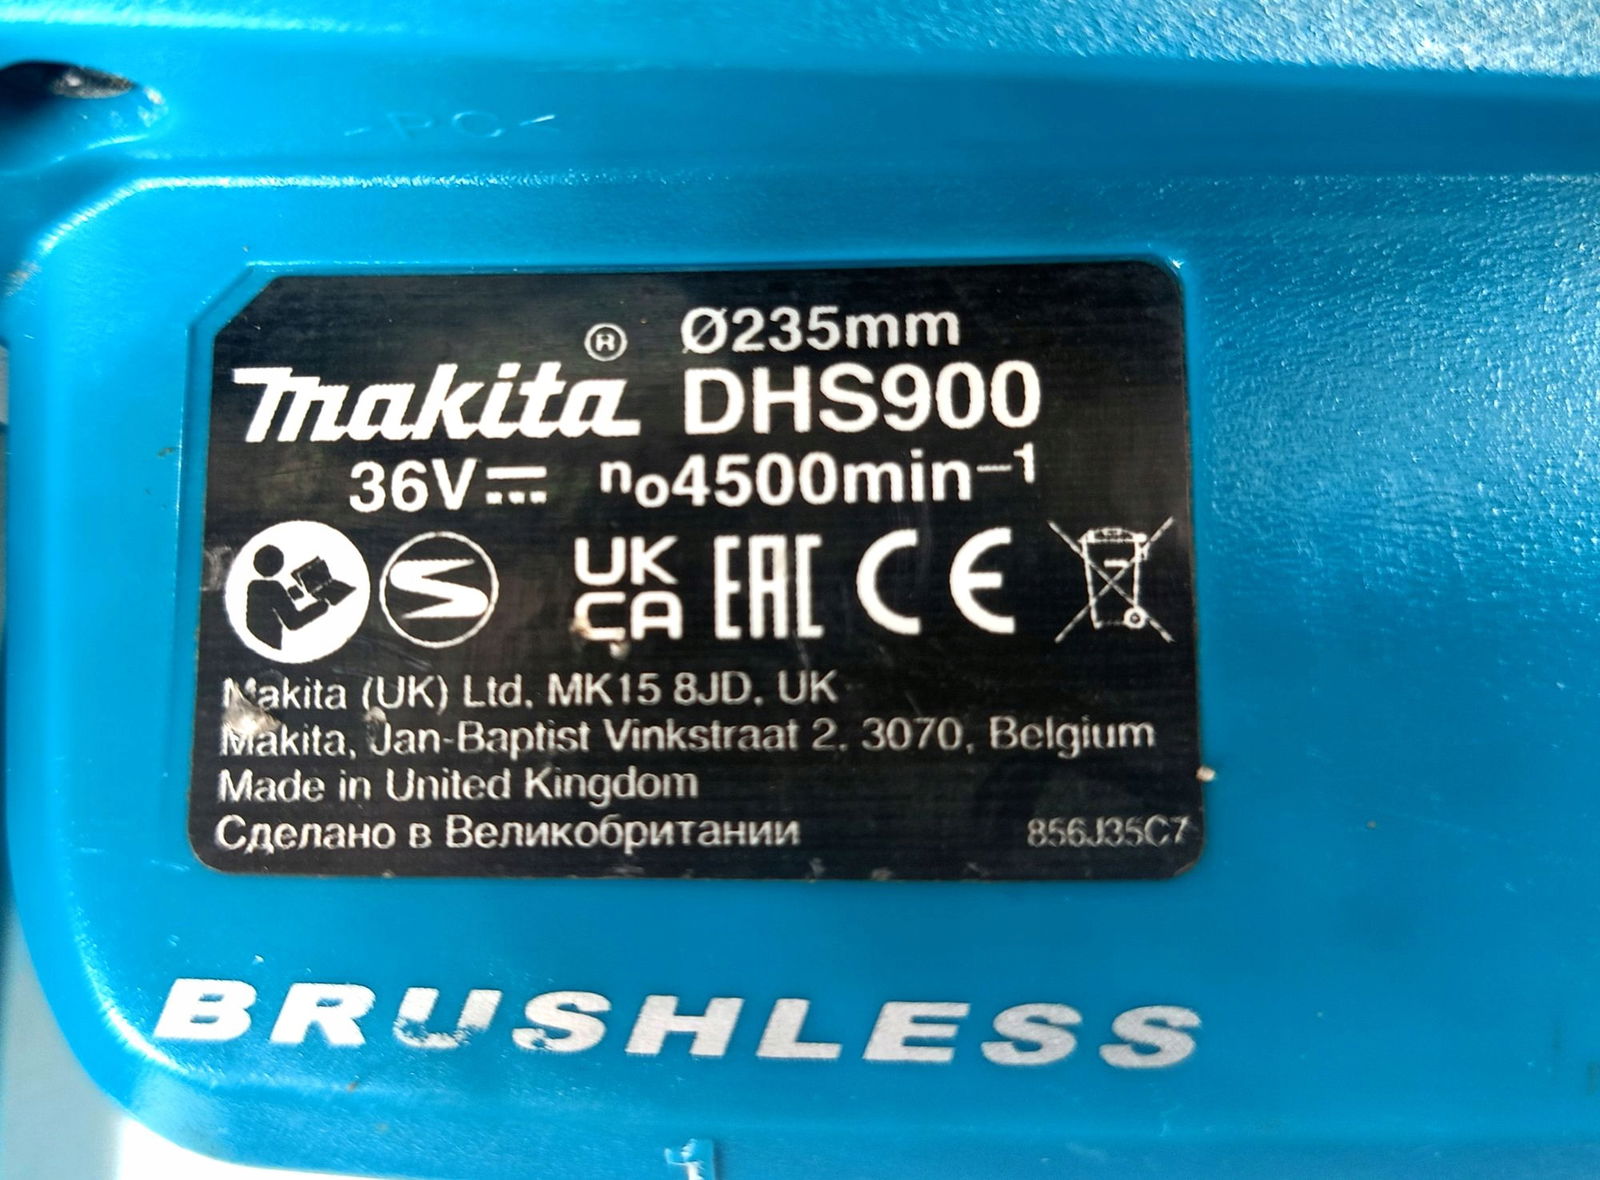 -PC-
Ø235mm
makita® DHS900
36V n₀4500min⁻¹
UK
CA EAC CE
Makita (UK) Ltd. MK15 8JD. UK
Makita, Jan-Baptist Vinkstraat 2. 3070, Belgium
Made in United Kingdom
Сделано в Великобритании 856J35C7
BRUSHLESS